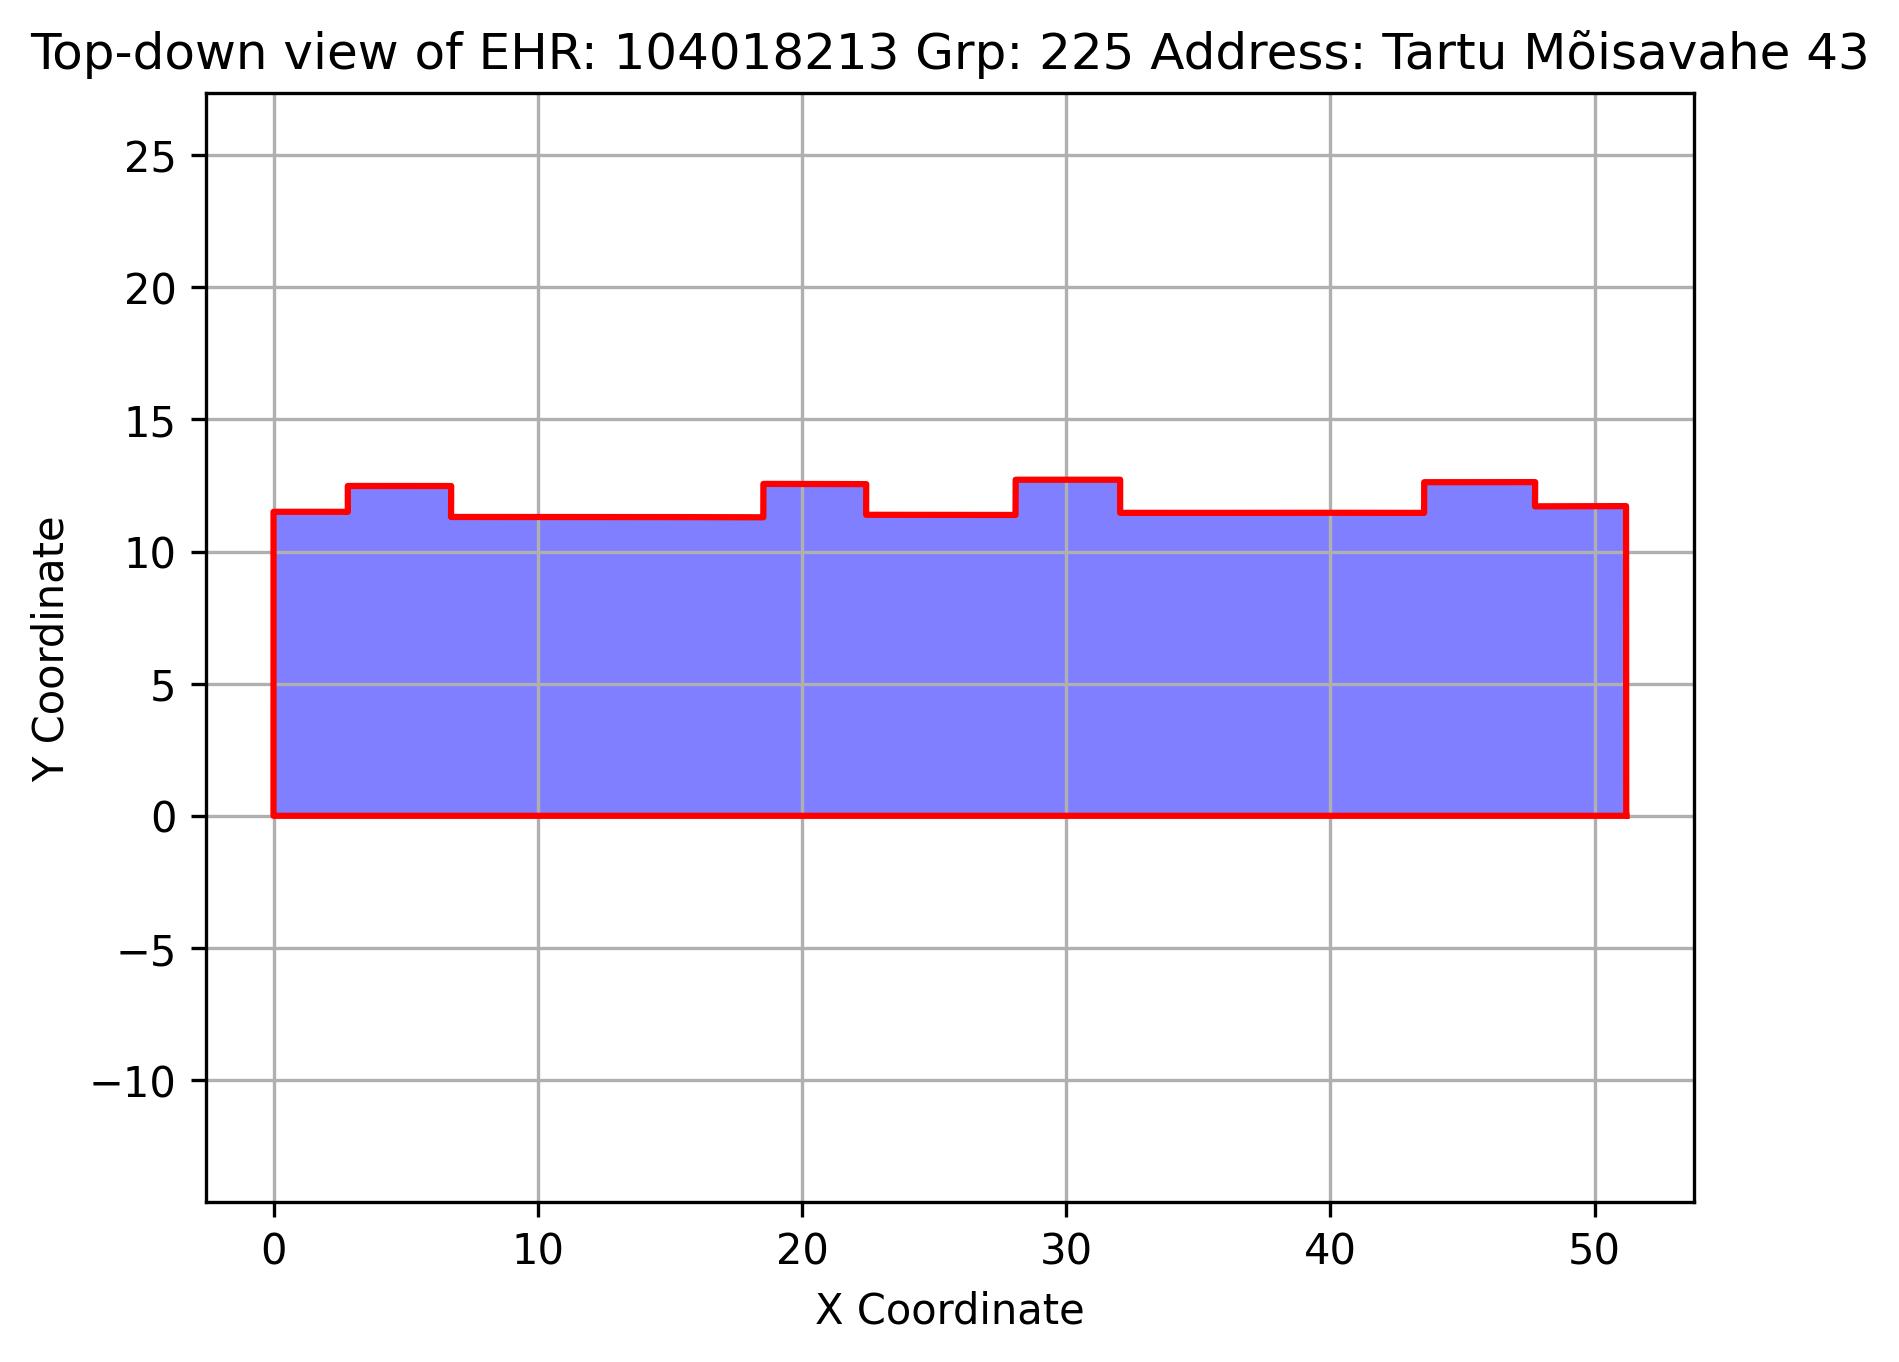 Top-down view of EHR: 104018213 Grp: 225 Address: Tartu Mõisavahe 43
25
20
15
10
5
0
−5
−10
Y Coordinate
0 10 20 30 40 50
X Coordinate